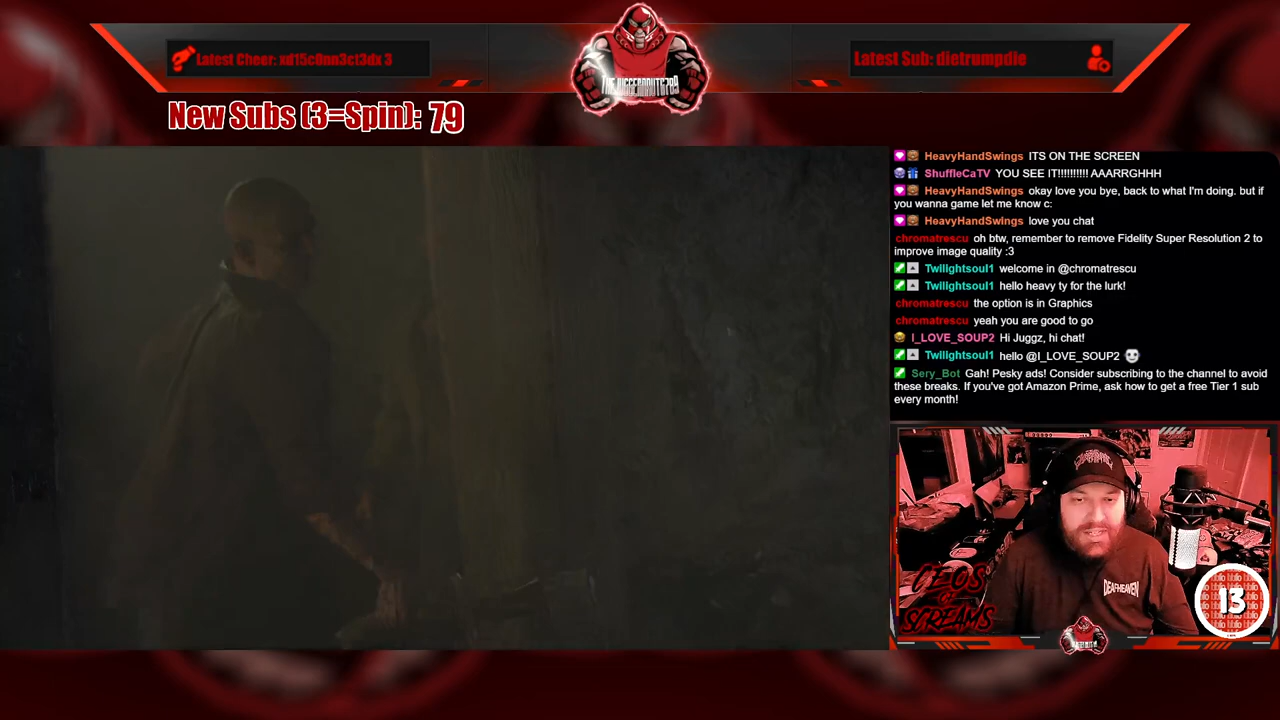 Latest Cheer: xd15c0nn3ct3dx 3
THEJUGGERNAUT6789
Latest Sub: dietrumpdie
New Subs (3=Spin): 79
HeavyHandSwings ITS ON THE SCREEN
ShuffleCaTV YOU SEE IT!!!!!!!!!! AAARRGHHH
HeavyHandSwings okay love you bye, back to what I'm doing. but if
you wanna game let me know c:
HeavyHandSwings love you chat
chromatrescu oh btw, remember to remove Fidelity Super Resolution 2 to
improve image quality :3
Twilightsoul1 welcome in @chromatrescu
Twilightsoul1 hello heavy ty for the lurk!
chromatrescu the option is in Graphics
chromatrescu yeah you are good to go
I_LOVE_SOUP2 Hi Juggz, hi chat!
Twilightsoul1 hello @I_LOVE_SOUP2
Sery_Bot Gah! Pesky ads! Consider subscribing to the channel to avoid
these breaks. If you've got Amazon Prime, ask how to get a free Tier 1 sub
every month!
DEAFHEAVEN
CEOS
OF
SCREAMS
13